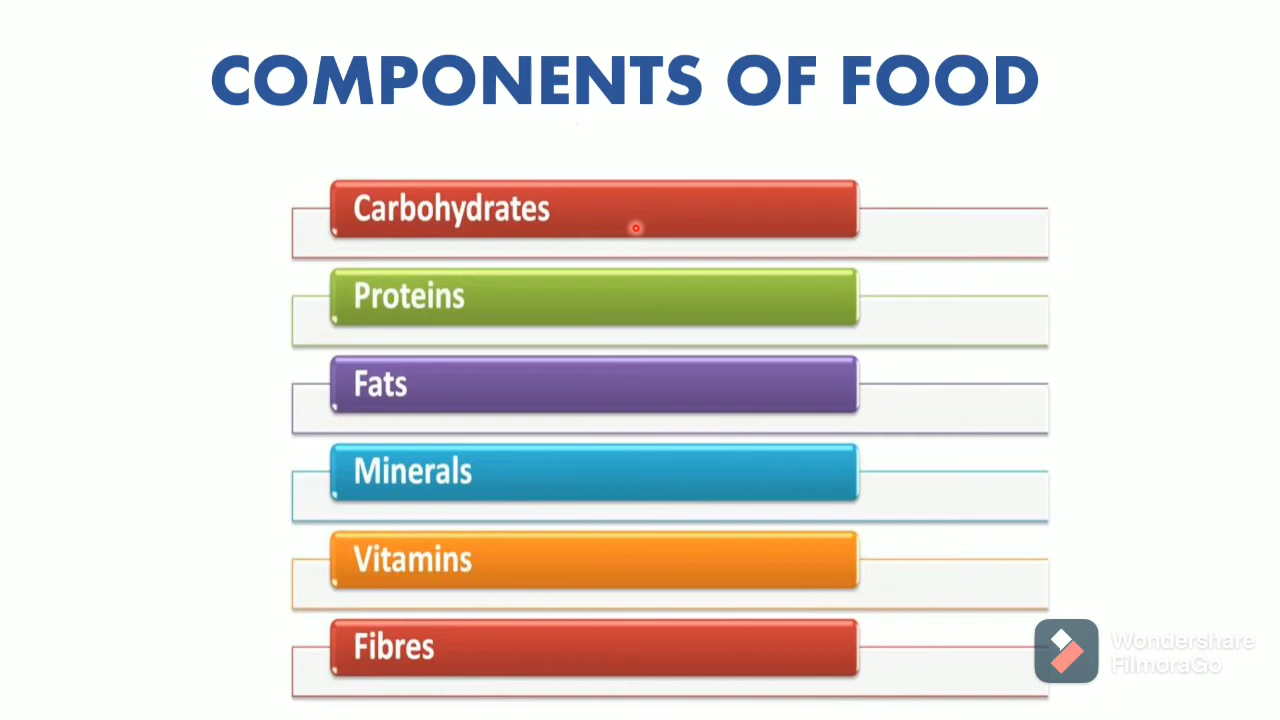 COMPONENTS OF FOOD
Carbohydrates
Proteins
Fats
Minerals
Vitamins
Fibres
Wondershare
FilmoraGo